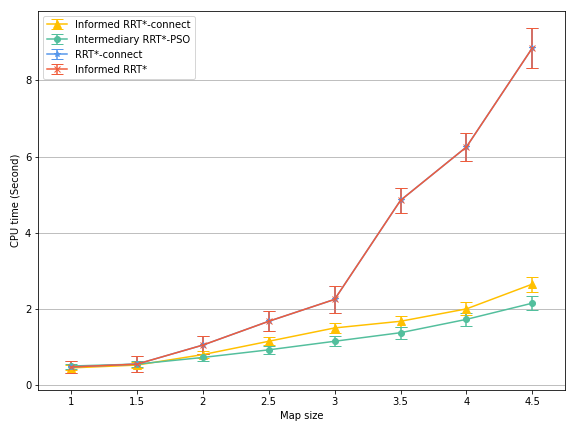 Informed RRT*-connect
Intermediary RRT*-PSO
RRT*-connect
Informed RRT*
8
6
4
2
0
CPU time (Second)
1 1.5 2 2.5 3 3.5 4 4.5
Map size